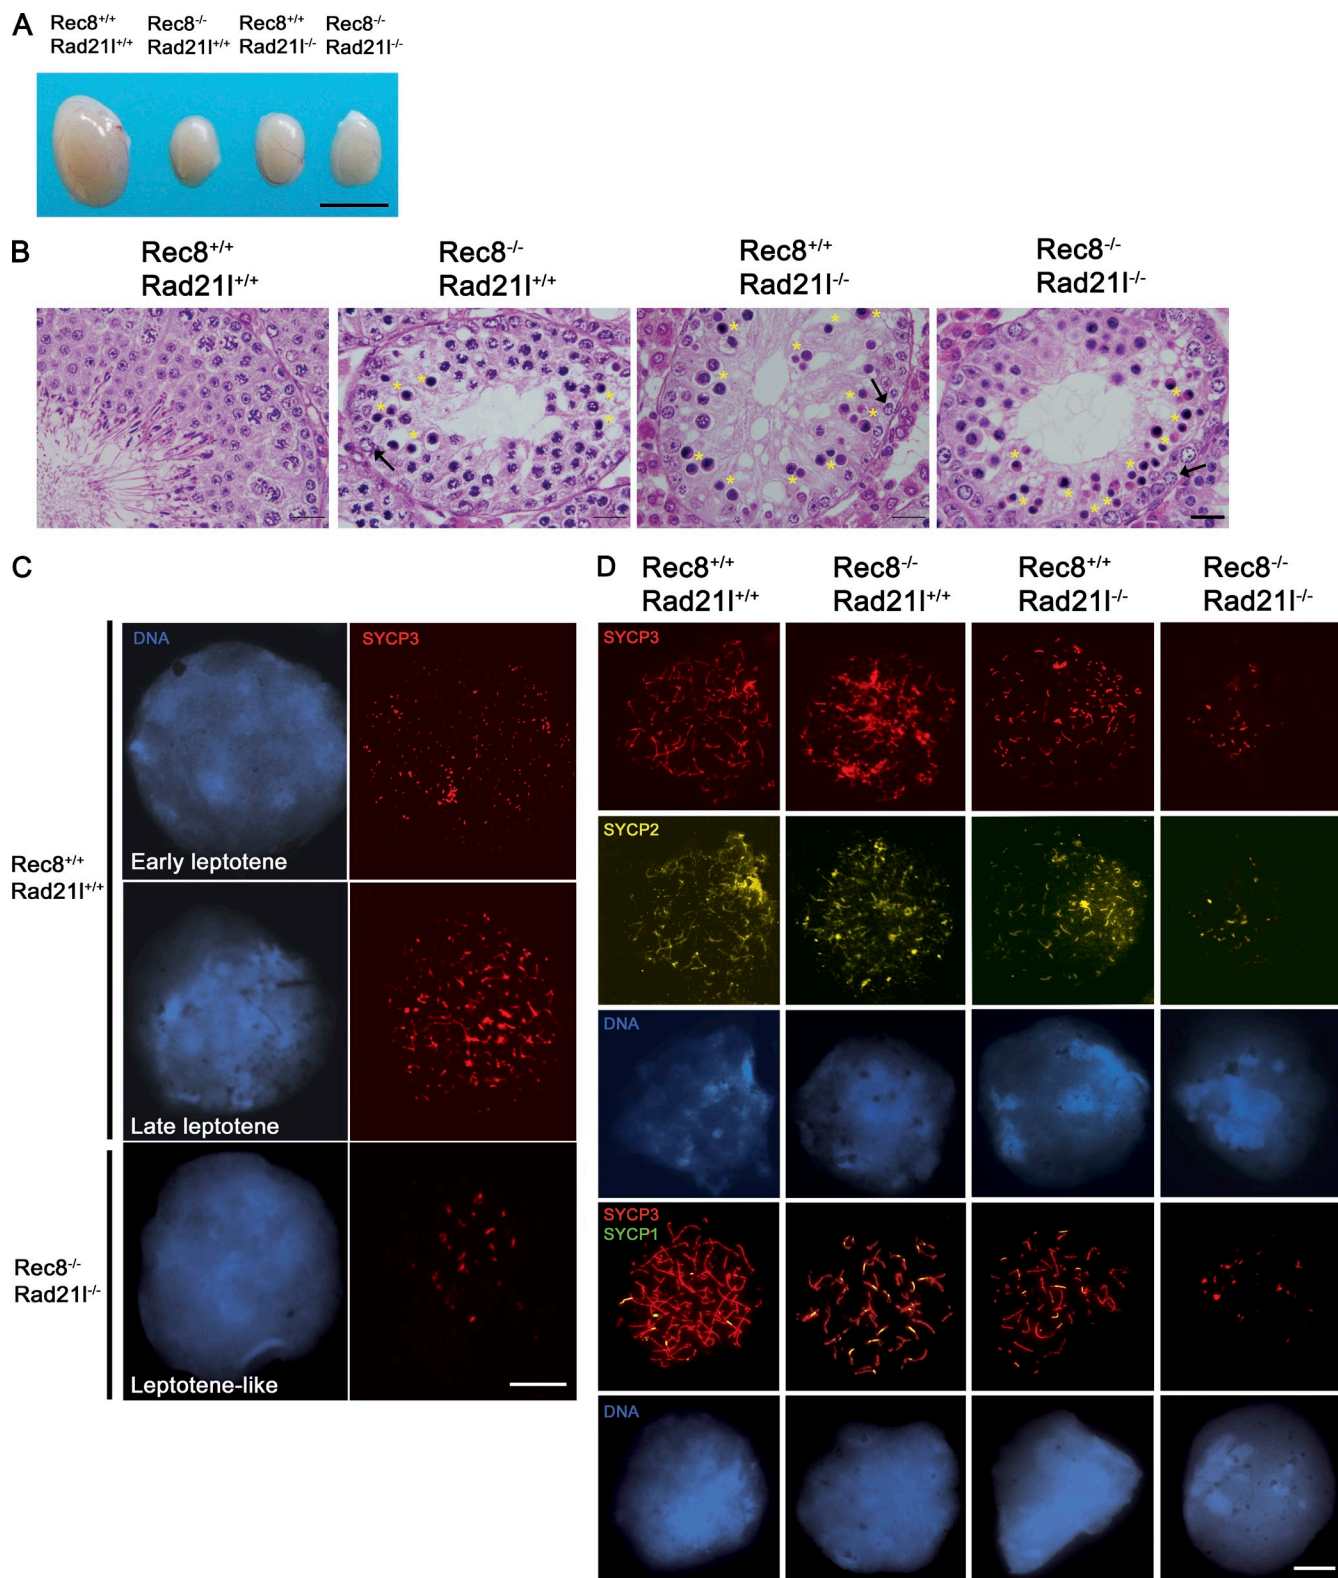 A
Rec8+/+ Rec8-/- Rec8+/+ Rec8-/-
Rad21l+/+ Rad21l+/+ Rad21l-/- Rad21l-/-
B
Rec8+/+ Rec8-/- Rec8+/+ Rec8-/-
Rad21l+/+ Rad21l+/+ Rad21l-/- Rad21l-/-
C
DNA SYCP3
Early leptotene
Rec8+/+
Rad21l+/+
Late leptotene
Rec8-/-
Rad21l-/-
Leptotene-like
D
Rec8+/+ Rec8-/- Rec8+/+ Rec8-/-
Rad21l+/+ Rad21l+/+ Rad21l-/- Rad21l-/-
SYCP3
SYCP2
DNA
SYCP3
SYCP1
DNA